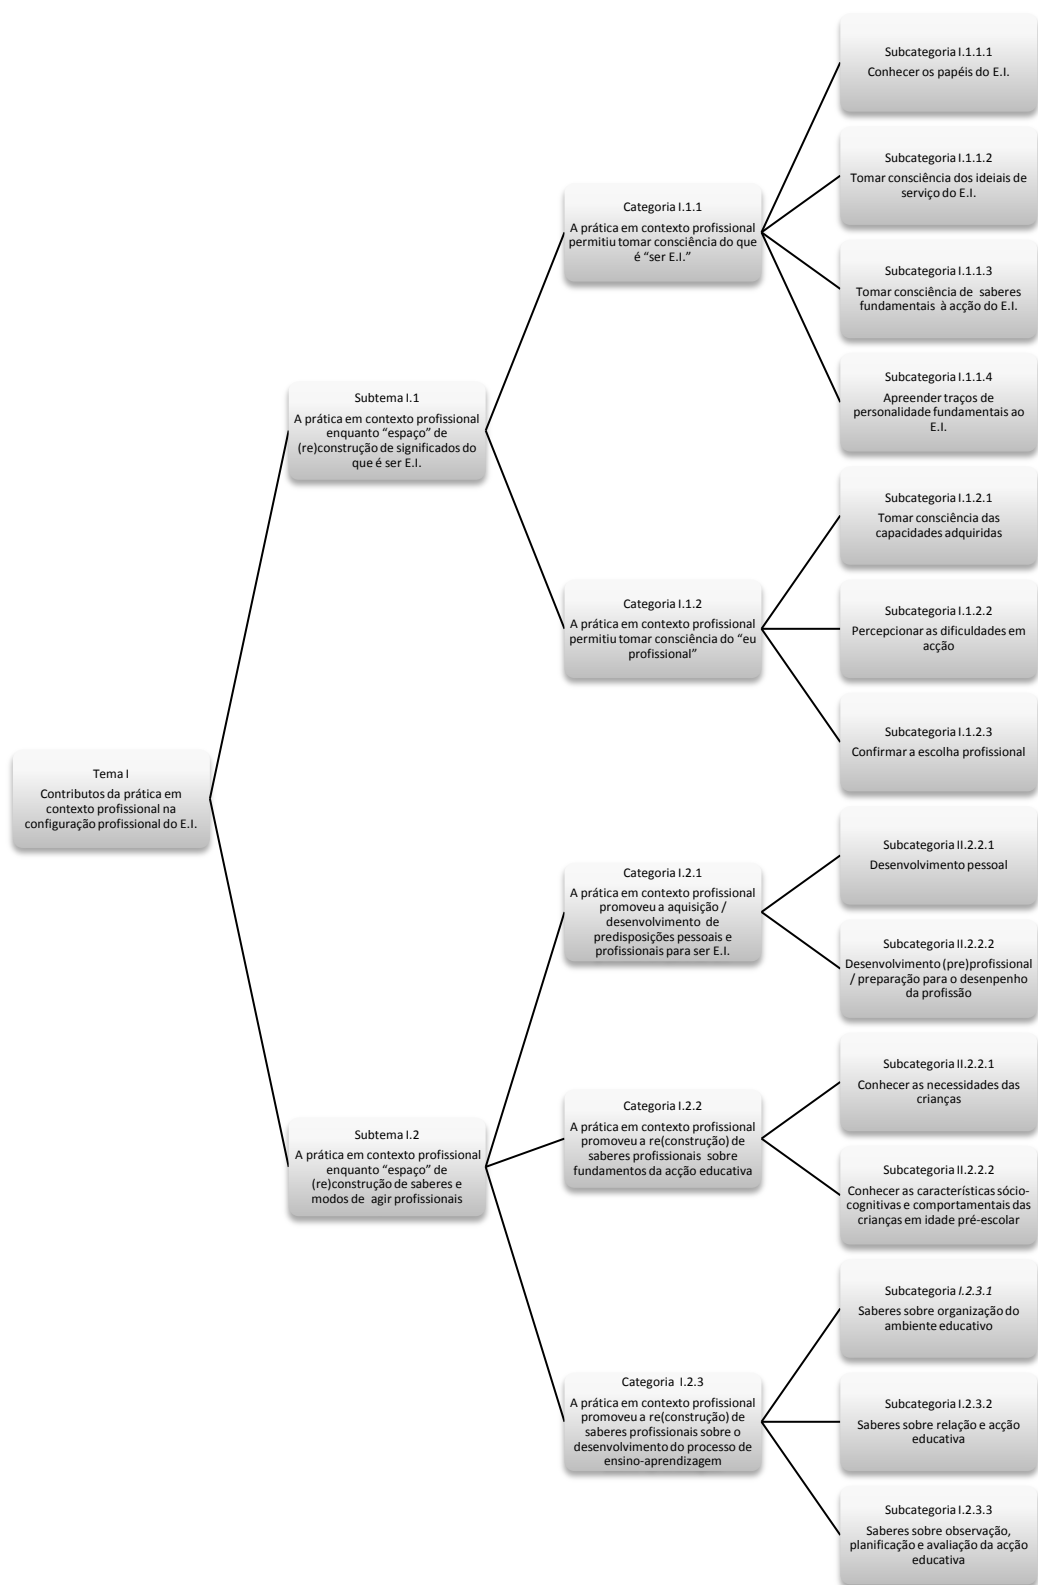 Tema I
Contributos da prática em
contexto profissional na
configuração profissional do E.I.
Subtema I.1
A prática em contexto profissional
enquanto “espaço” de
(re)construção de significados do
que é ser E.I.
Categoria I.1.1
A prática em contexto profissional
permitiu tomar consciência do que
é “ser E.I.”
Subcategoria I.1.1.1
Conhecer os papéis do E.I.
Subcategoria I.1.1.2
Tomar consciência dos ideiais de
serviço do E.I.
Subcategoria I.1.1.3
Tomar consciência de saberes
fundamentais à acção do E.I.
Subcategoria I.1.1.4
Apreender traços de
personalidade fundamentais ao
E.I.
Categoria I.1.2
A prática em contexto profissional
permitiu tomar consciência do “eu
profissional”
Subcategoria I.1.2.1
Tomar consciência das
capacidades adquiridas
Subcategoria I.1.2.2
Percepcionar as dificuldades em
acção
Subcategoria I.1.2.3
Confirmar a escolha profissional
Subtema I.2
A prática em contexto profissional
enquanto “espaço” de
(re)construção de saberes e
modos de agir profissionais
Categoria I.2.1
A prática em contexto profissional
promoveu a aquisição /
desenvolvimento de
predisposições pessoais e
profissionais para ser E.I.
Subcategoria II.2.2.1
Desenvolvimento pessoal
Subcategoria II.2.2.2
Desenvolvimento (pre)profissional
/ preparação para o desenpenho
da profissão
Categoria I.2.2
A prática em contexto profissional
promoveu a re(construção) de
saberes profissionais sobre
fundamentos da acção educativa
Subcategoria II.2.2.1
Conhecer as necessidades das
crianças
Subcategoria II.2.2.2
Conhecer as características sócio-
cognitivas e comportamentais das
crianças em idade pré-escolar
Categoria I.2.3
A prática em contexto profissional
promoveu a re(construção) de
saberes profissionais sobre o
desenvolvimento do processo de
ensino-aprendizagem
Subcategoria I.2.3.1
Saberes sobre organização do
ambiente educativo
Subcategoria I.2.3.2
Saberes sobre relação e acção
educativa
Subcategoria I.2.3.3
Saberes sobre observação,
planificação e avaliação da acção
educativa